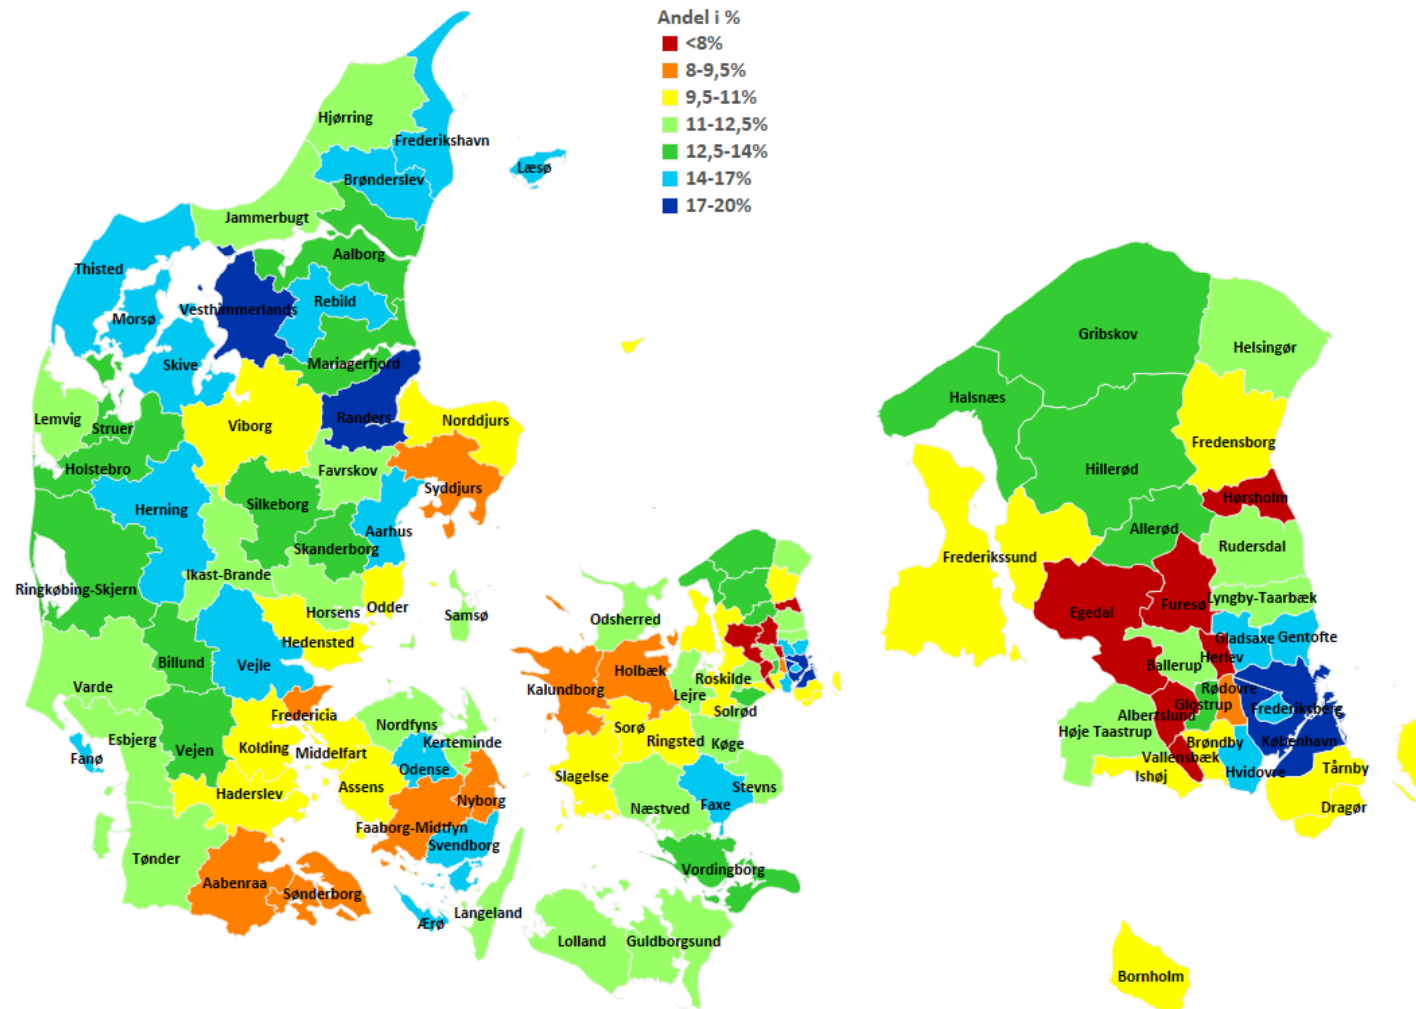 Andel i %
<8%
8-9,5%
9,5-11%
11-12,5%
12,5-14%
14-17%
17-20%
Hjørring
Frederikshavn
Læsø
Brønderslev
Jammerbugt
Aalborg
Thisted
Rebild
Vesthimmerlands
Morsø
Skive
Mariagerfjord
Lemvig
Struer
Viborg
Randers
Norddjurs
Holstebro
Favrskov
Syddjurs
Herning
Silkeborg
Aarhus
Skanderborg
Ikast-Brande
Ringkøbing-Skjern
Horsens
Odder
Samsø
Hedensted
Billund
Vejle
Varde
Fredericia
Esbjerg
Vejen
Kolding
Middelfart
Nordfyns
Kerteminde
Fanø
Odense
Haderslev
Assens
Nyborg
Faaborg-Midtfyn
Svendborg
Tønder
Aabenraa
Sønderborg
Ærø
Langeland
Odsherred
Holbæk
Kalundborg
Roskilde
Lejre
Solrød
Sorø
Ringsted
Køge
Slagelse
Stevns
Næstved
Faxe
Vordingborg
Lolland
Guldborgsund
Gribskov
Helsingør
Halsnæs
Fredensborg
Hillerød
Hørsholm
Allerød
Rudersdal
Frederikssund
Egedal
Furesø
Lyngby-Taarbæk
Gladsaxe
Gentofte
Ballerup
Herlev
Rødovre
Glostrup
Frederiksberg
Albertslund
Høje Taastrup
Brøndby
København
Vallensbæk
Ishøj
Hvidovre
Tårnby
Dragør
Bornholm